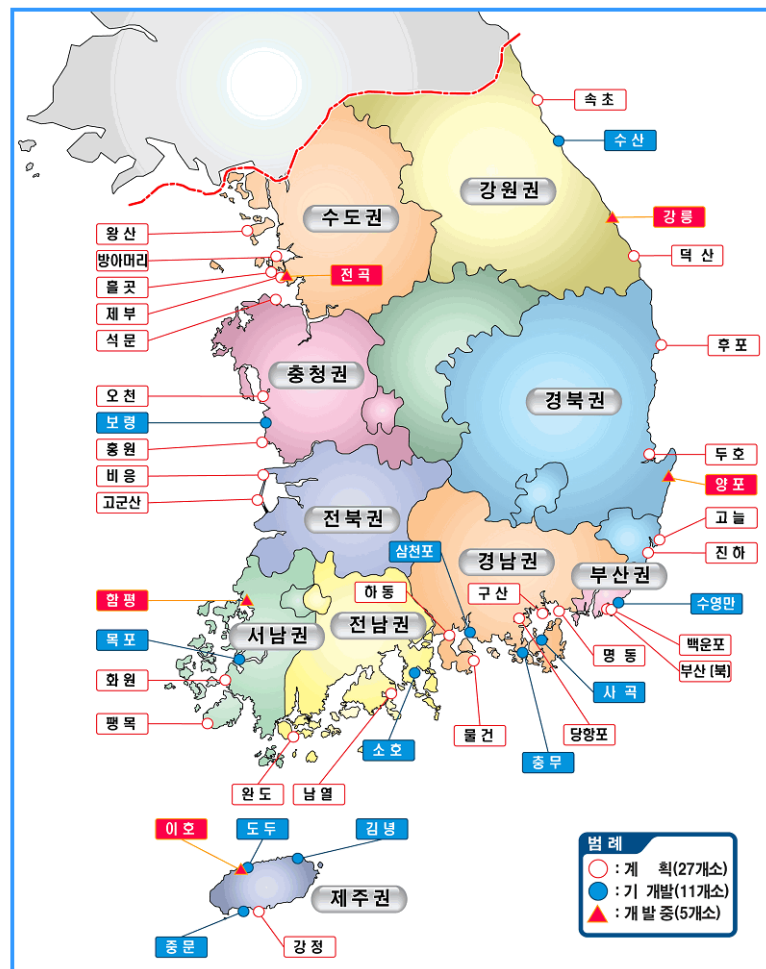 속초
수산
강원권
수도권
강릉
왕산
덕산
방아머리
전곡
흘곳
제부
석문
후포
충청권
경북권
오천
보령
홍원
두호
비응
양포
고군산
전북권
고늘
삼천포
경남권
진하
부산권
하동
구산
함평
수영만
서남권
전남권
목포
백운포
명동
부산(북)
화원
사곡
팽목
물건
당항포
소호
충무
완도
남열
이호
도두
김녕
제주권
중문
강정
범례
○ : 계 획(27개소)
● : 기 개발(11개소)
▲ : 개발중(5개소)